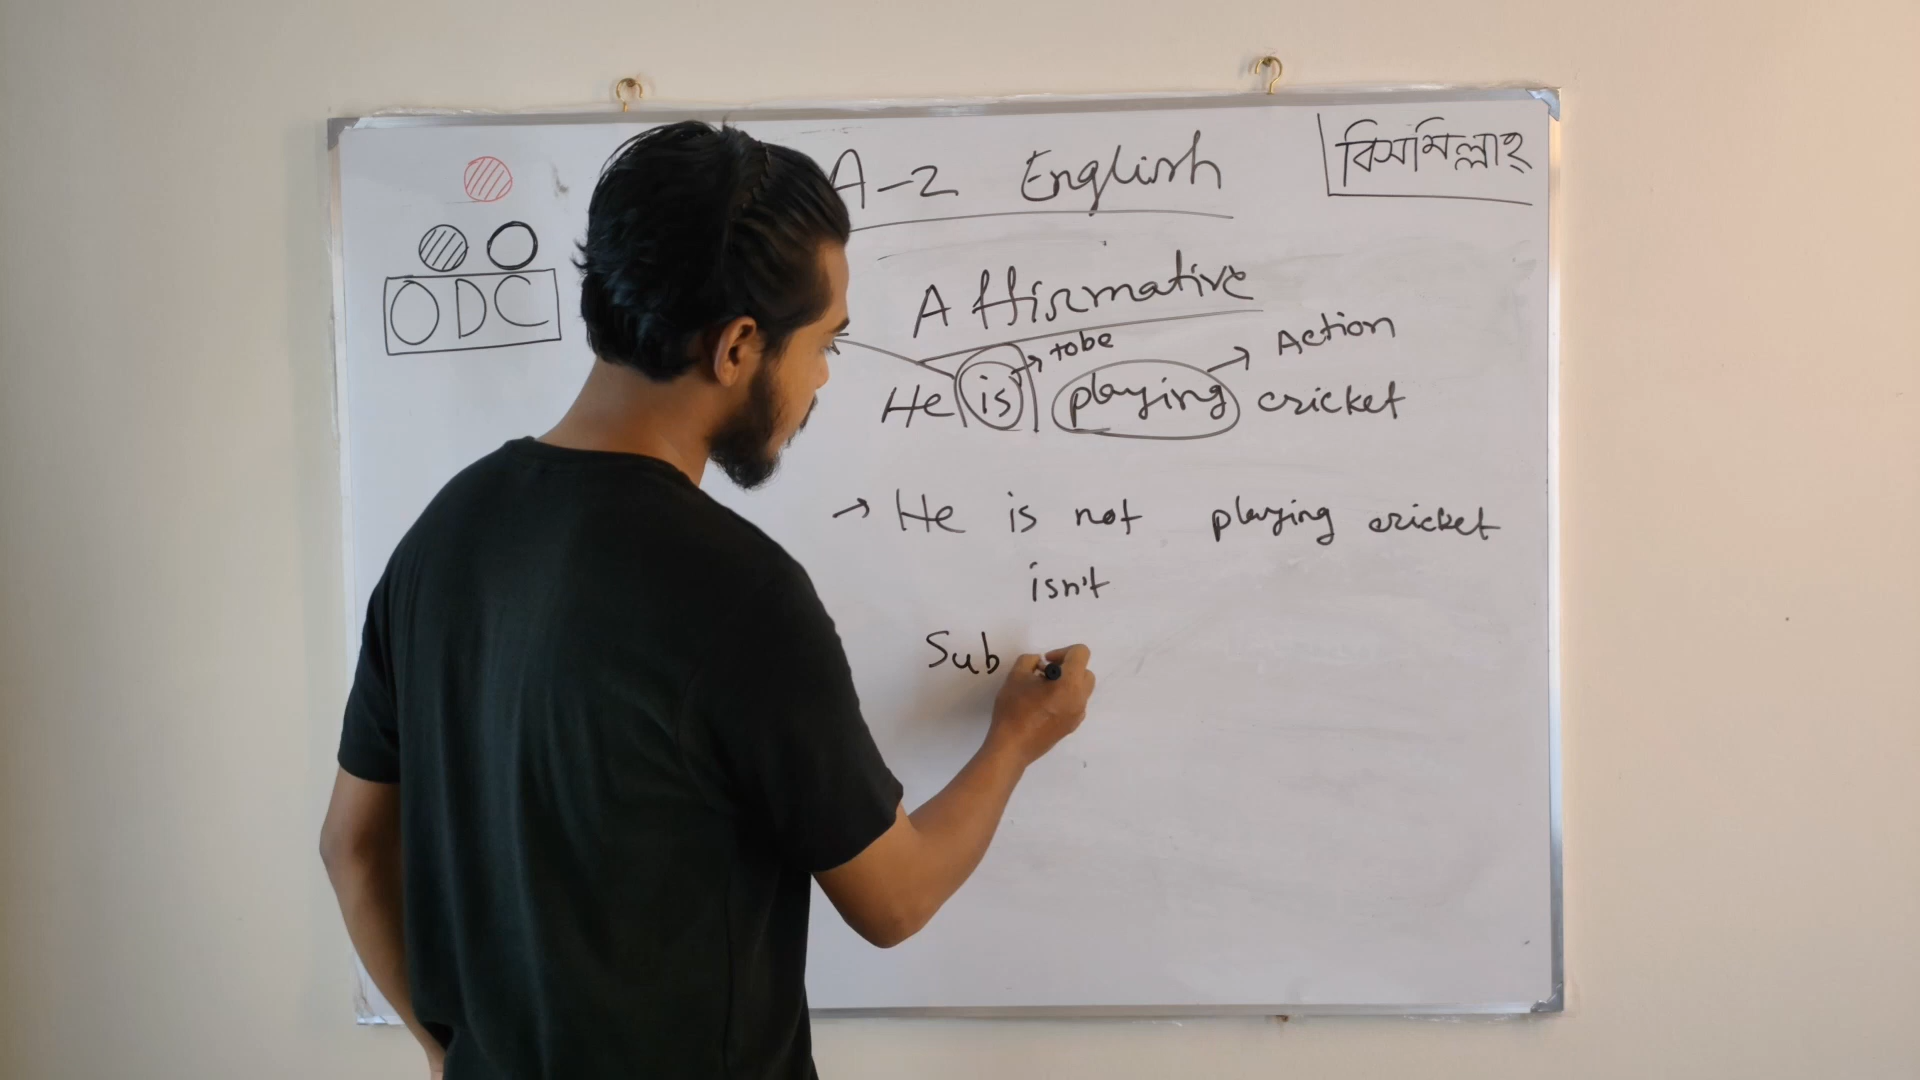 A-Z English
বিসমিল্লাহ
ODC
Affirmative
tobe
Action
He is playing cricket
→ He is not playing cricket
isn't
Sub